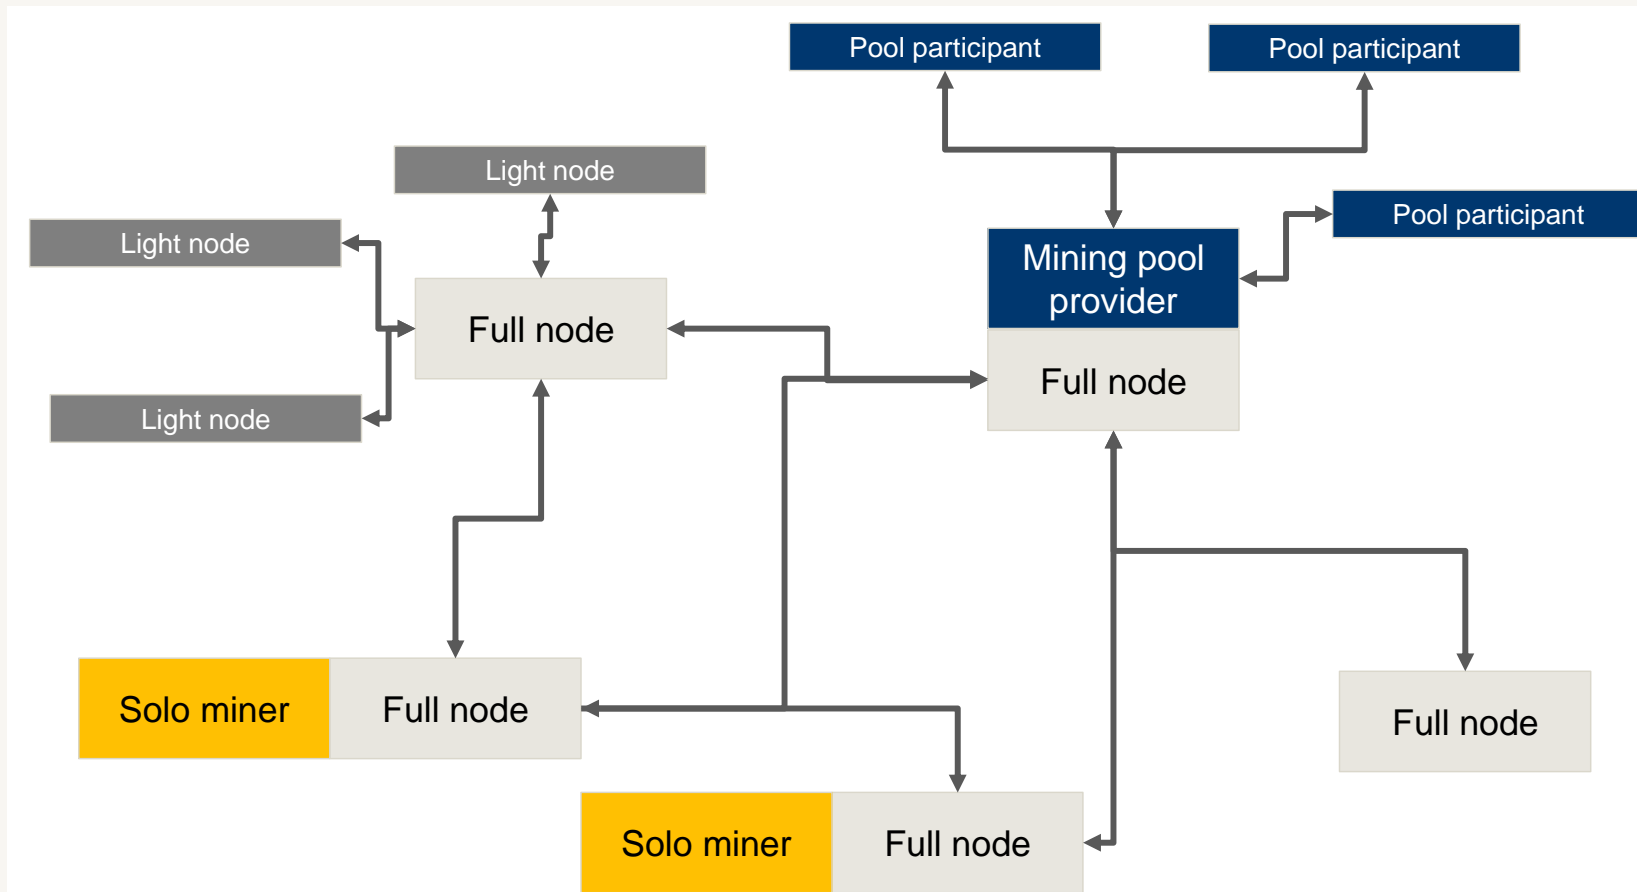 Pool participant
Pool participant
Light node
Pool participant
Light node
Mining pool
provider
Full node
Full node
Light node
Solo miner
Full node
Full node
Solo miner
Full node